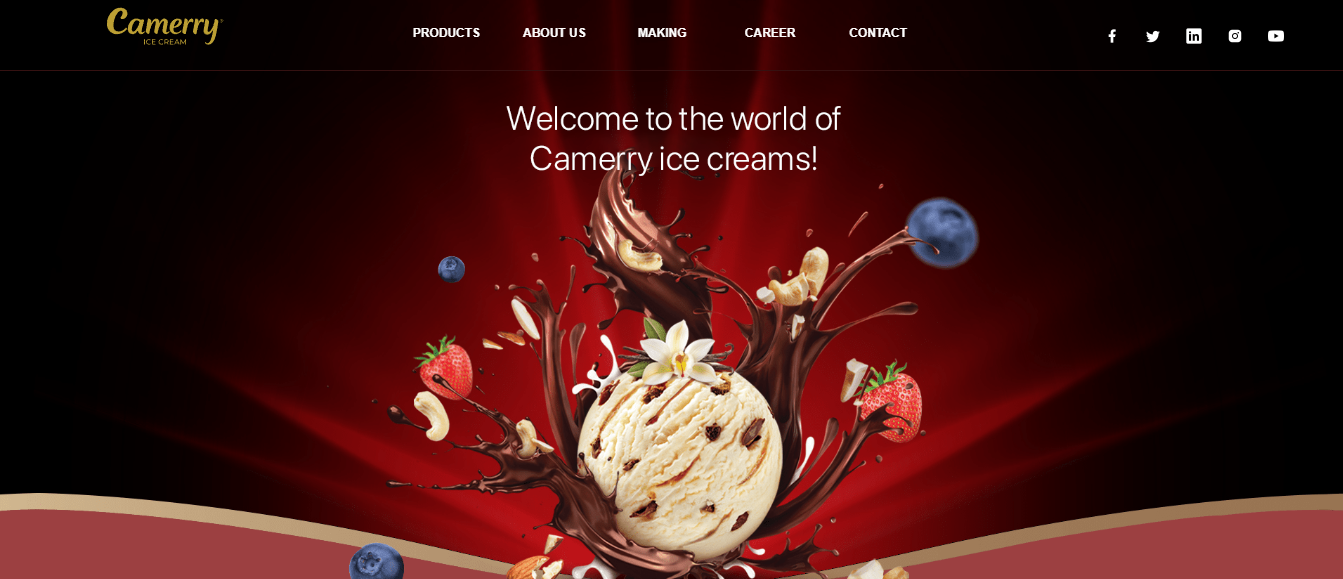 Camerry
ICE CREAM
PRODUCTS
ABOUT US
MAKING
CAREER
CONTACT
Welcome to the world of
Camerry ice creams!